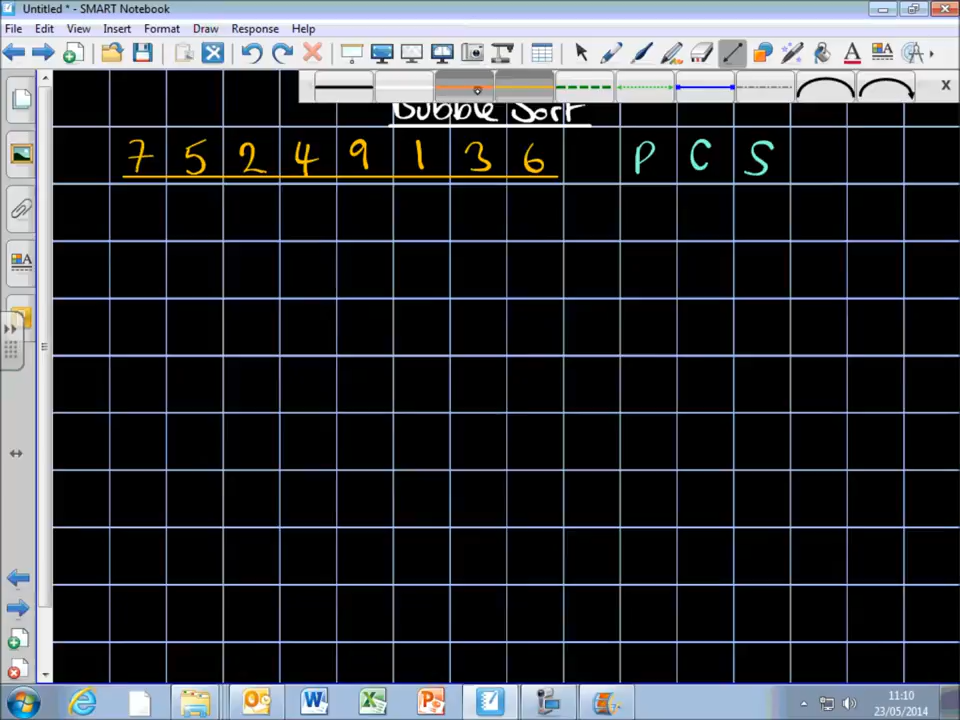 Untitled * - SMART Notebook
File Edit View Insert Format Draw Response Help
Bubble Sort
7 5 2 4 9 1 3 6 P C S
11:10
23/05/2014